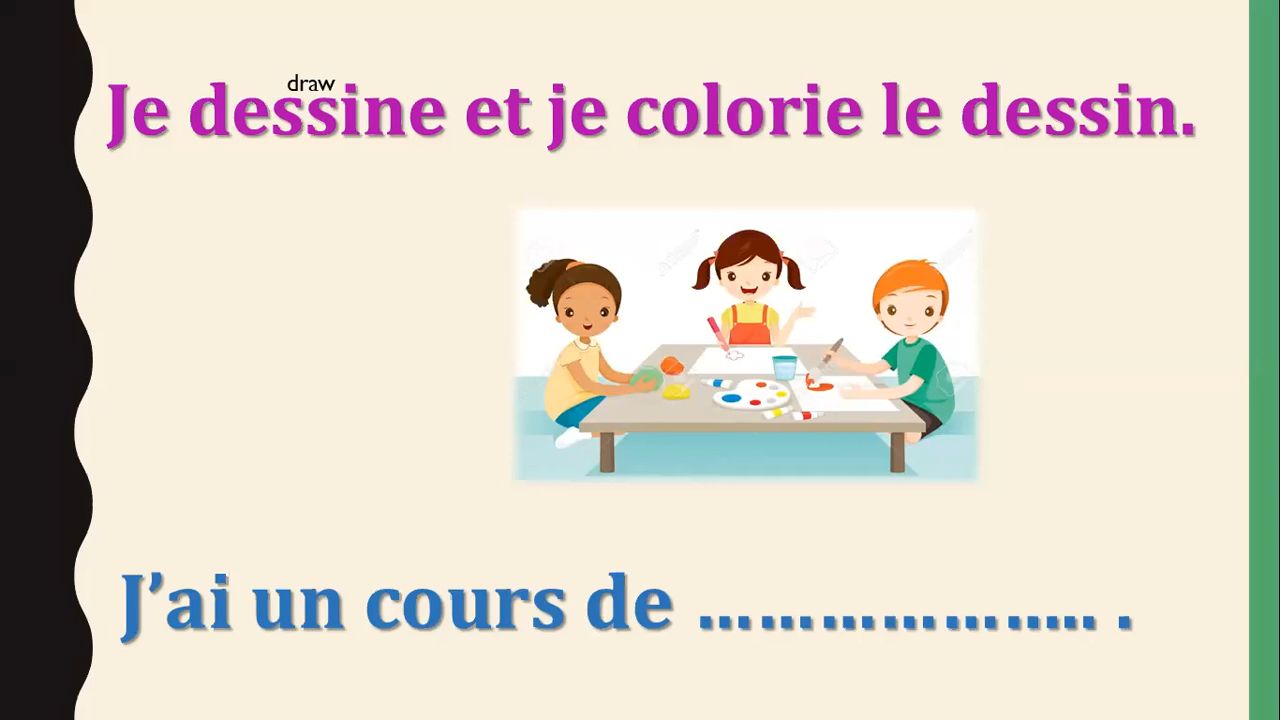 draw
Je dessine et je colorie le dessin.
J’ai un cours de ……………….. .